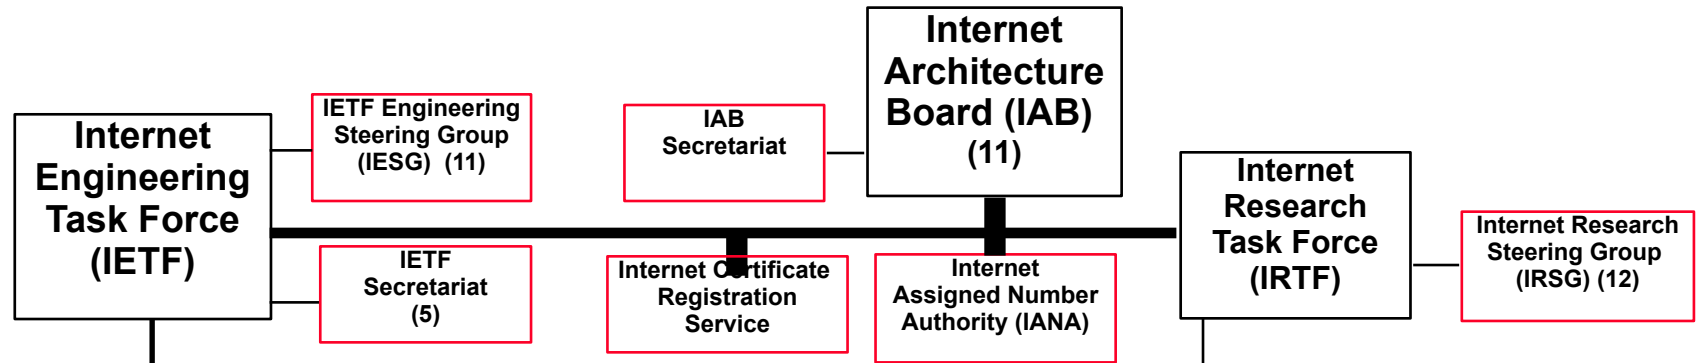 Internet
Engineering
Task Force
(IETF)
IETF Engineering
Steering Group
(IESG) (11)
IETF
Secretariat
(5)
IAB
Secretariat
Internet
Architecture
Board (IAB)
(11)
Internet Certificate
Registration
Service
Internet
Assigned Number
Authority (IANA)
Internet
Research
Task Force
(IRTF)
Internet Research
Steering Group
(IRSG) (12)